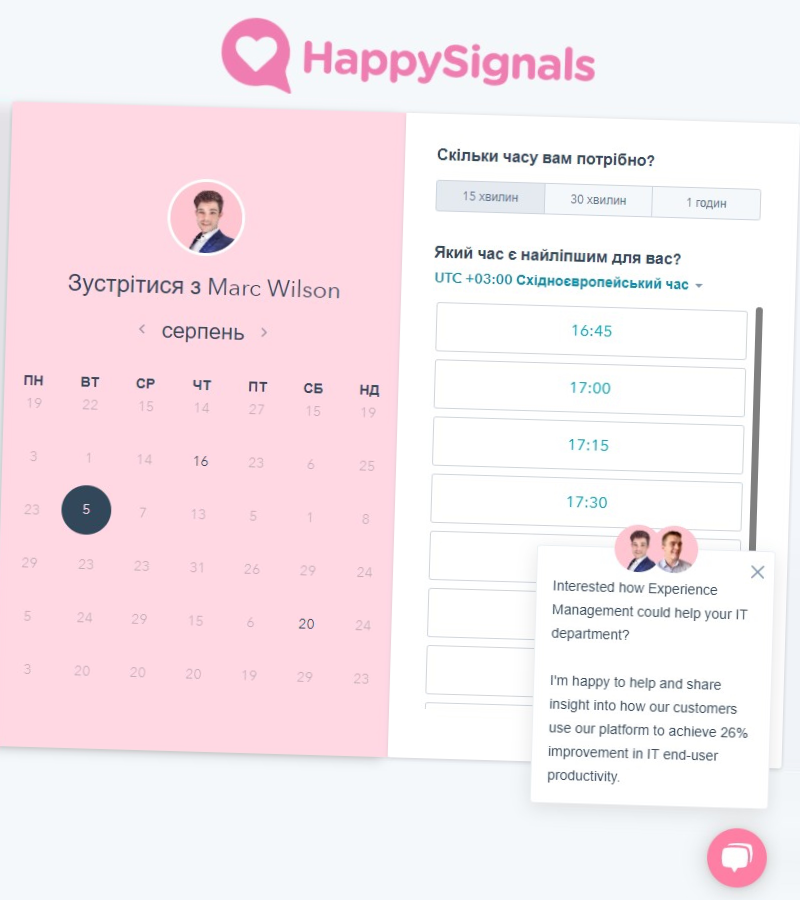 HappySignals
Зустрітися з Marc Wilson
серпень
ПН ВТ СР ЧТ ПТ СБ НД
19 22 15 14 27 15 19
3 1 14 16 23 6 25
23 5 7 13 5 1 8
29 23 23 31 26 29 24
5 24 29 15 6 20 24
3 20 20 20 19 29 23
Скільки часу вам потрібно?
15 хвилин 30 хвилин 1 годин
Який час є найліпшим для вас?
UTC +03:00 Східноєвропейський час
16:45
17:00
17:15
17:30
Interested how Experience
Management could help your IT
department?
I'm happy to help and share
insight into how our customers
use our platform to achieve 26%
improvement in IT end-user
productivity.